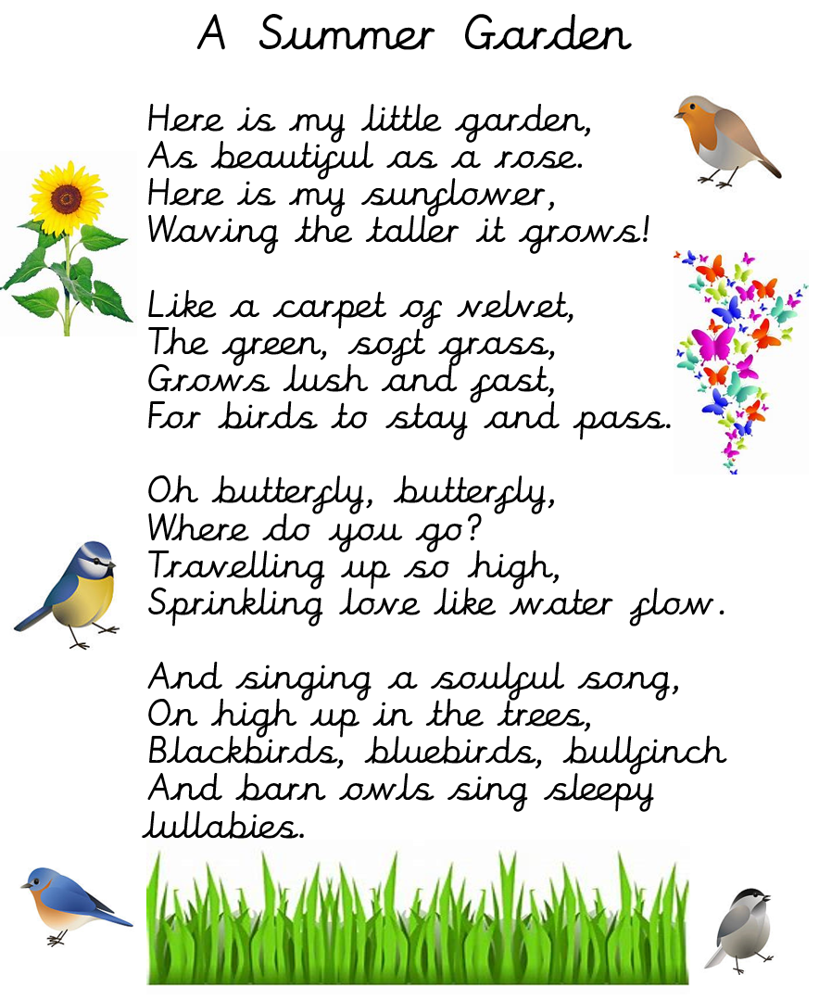 A Summer Garden
Here is my little garden,
As beautiful as a rose.
Here is my sunflower,
Waving the taller it grows!
Like a carpet of velvet,
The green, soft grass,
Grows lush and fast,
For birds to stay and pass.
Oh butterfly, butterfly,
Where do you go?
Travelling up so high,
Sprinkling love like water flow.
And singing a soulful song,
On high up in the trees,
Blackbirds, bluebirds, bullfinch
And barn owls sing sleepy
lullabies.